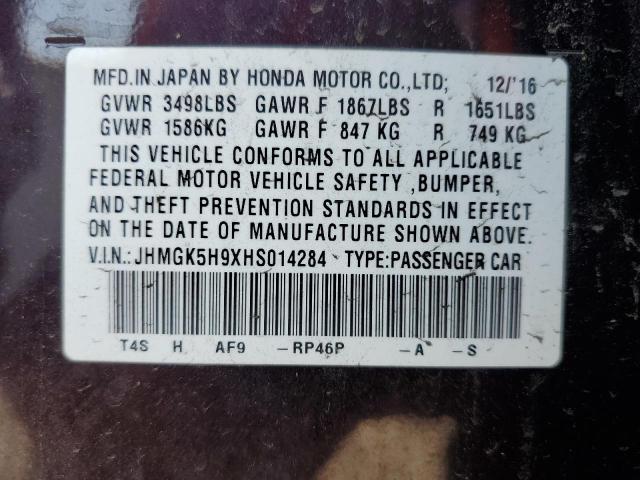 MFD.IN JAPAN BY HONDA MOTOR CO.,LTD; 12/'16
GVWR 3498LBS GAWR F 1867LBS R 1651LBS
GVWR 1586KG GAWR F 847 KG R 749 KG
THIS VEHICLE CONFORMS TO ALL APPLICABLE
FEDERAL MOTOR VEHICLE SAFETY ,BUMPER,
AND THEFT PREVENTION STANDARDS IN EFFECT
ON THE DATE OF MANUFACTURE SHOWN ABOVE.
V.I.N.:JHMGK5H9XHS014284 TYPE:PASSENGER CAR
T4S H AF9 –RP46P –A –S